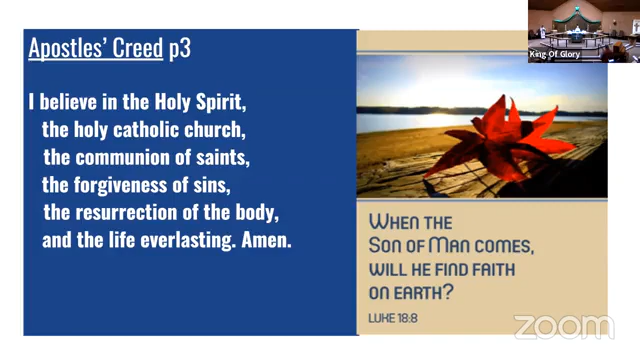 Apostles' Creed p3
I believe in the Holy Spirit,
the holy catholic church,
the communion of saints,
the forgiveness of sins,
the resurrection of the body,
and the life everlasting. Amen.
King Of Glory
WHEN THE
SON OF MAN COMES,
WILL HE FIND FAITH
ON EARTH?
LUKE 18:8
zoom